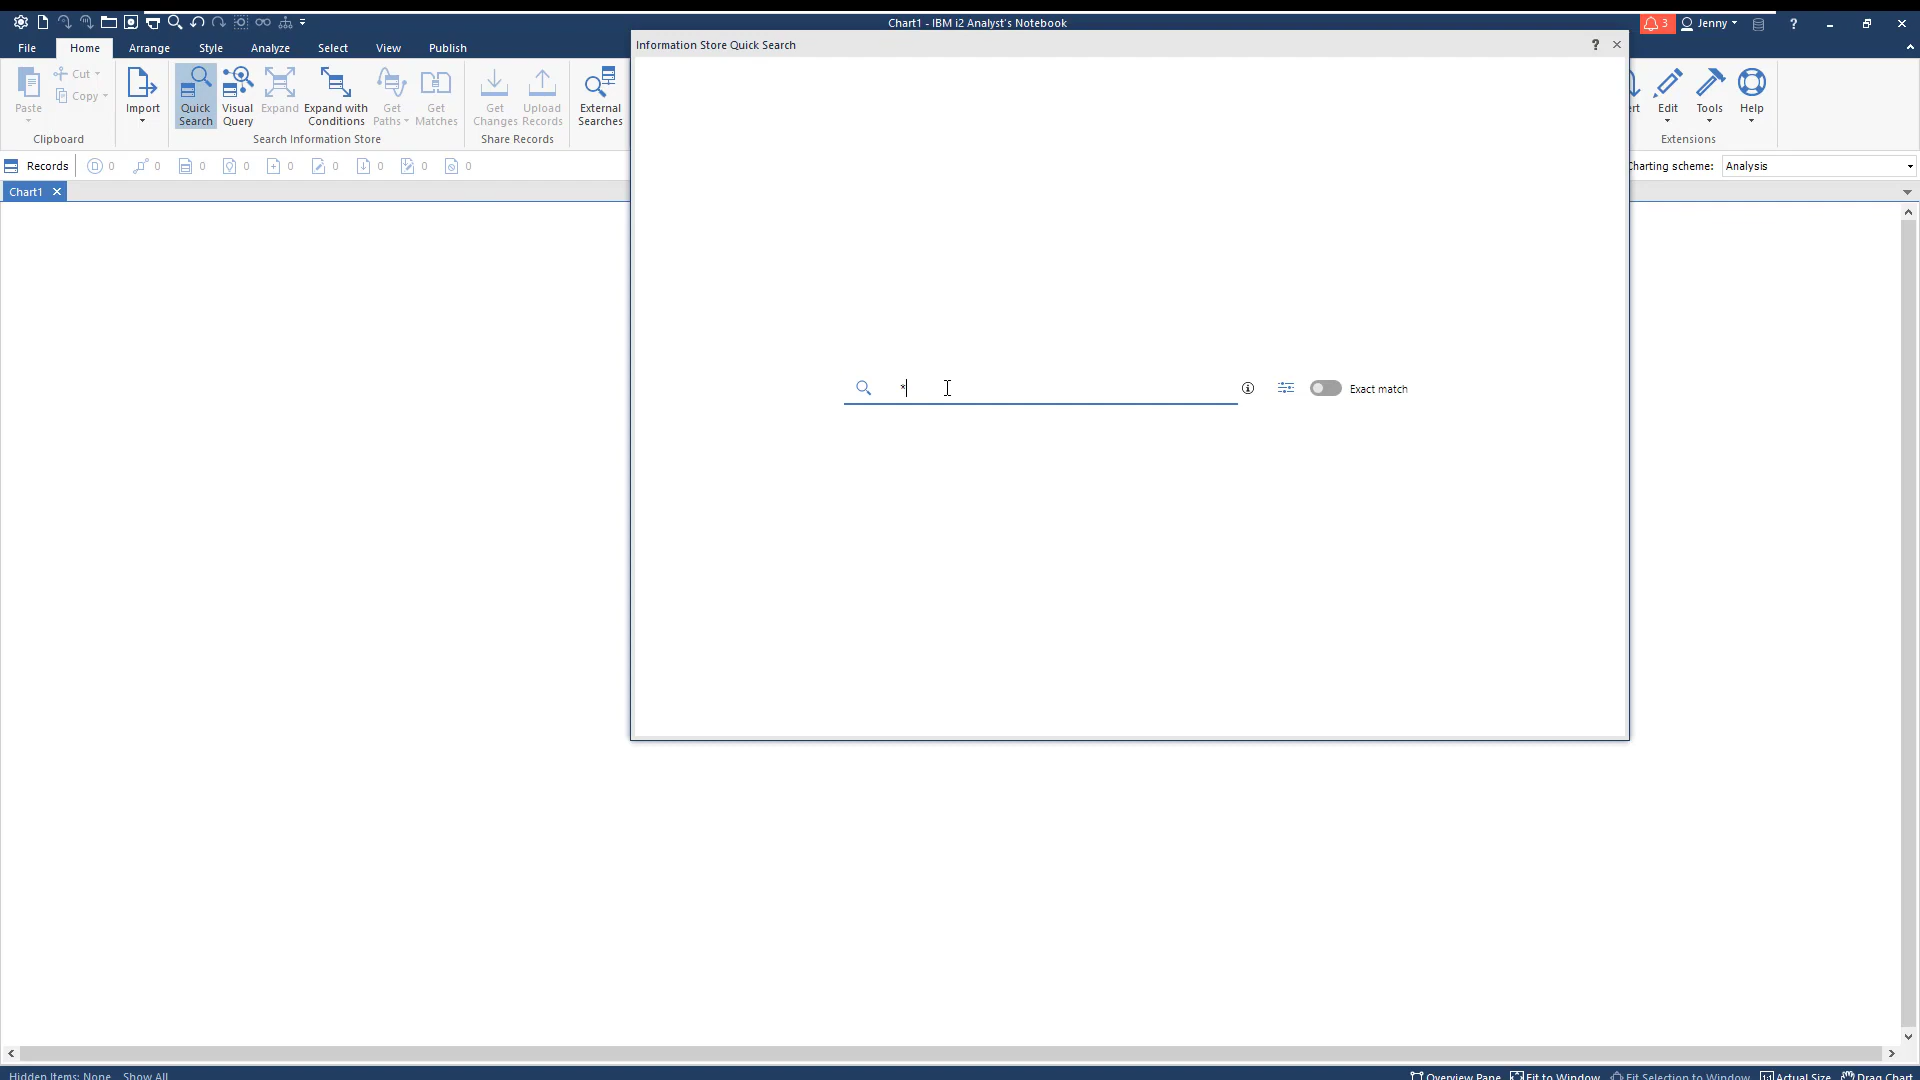 Chart1 - IBM i2 Analyst's Notebook
3 Jenny ?
File Home Arrange Style Analyze Select View Publish
Information Store Quick Search ?
Paste
Cut
Copy
Clipboard
Import
Quick Search
Visual Query
Expand
Expand with Conditions
Get Paths
Get Matches
Search Information Store
Get Changes
Upload Records
Share Records
External Searches
Edit
Tools
Help
Extensions
Records 0 0 0 0 0 0 0 0 0
Charting scheme: Analysis
Chart1
*
Exact match
Hidden Items: None Show All
Overview Pane Fit to Window Fit Selection to Window 1:1 Actual Size Drag Chart